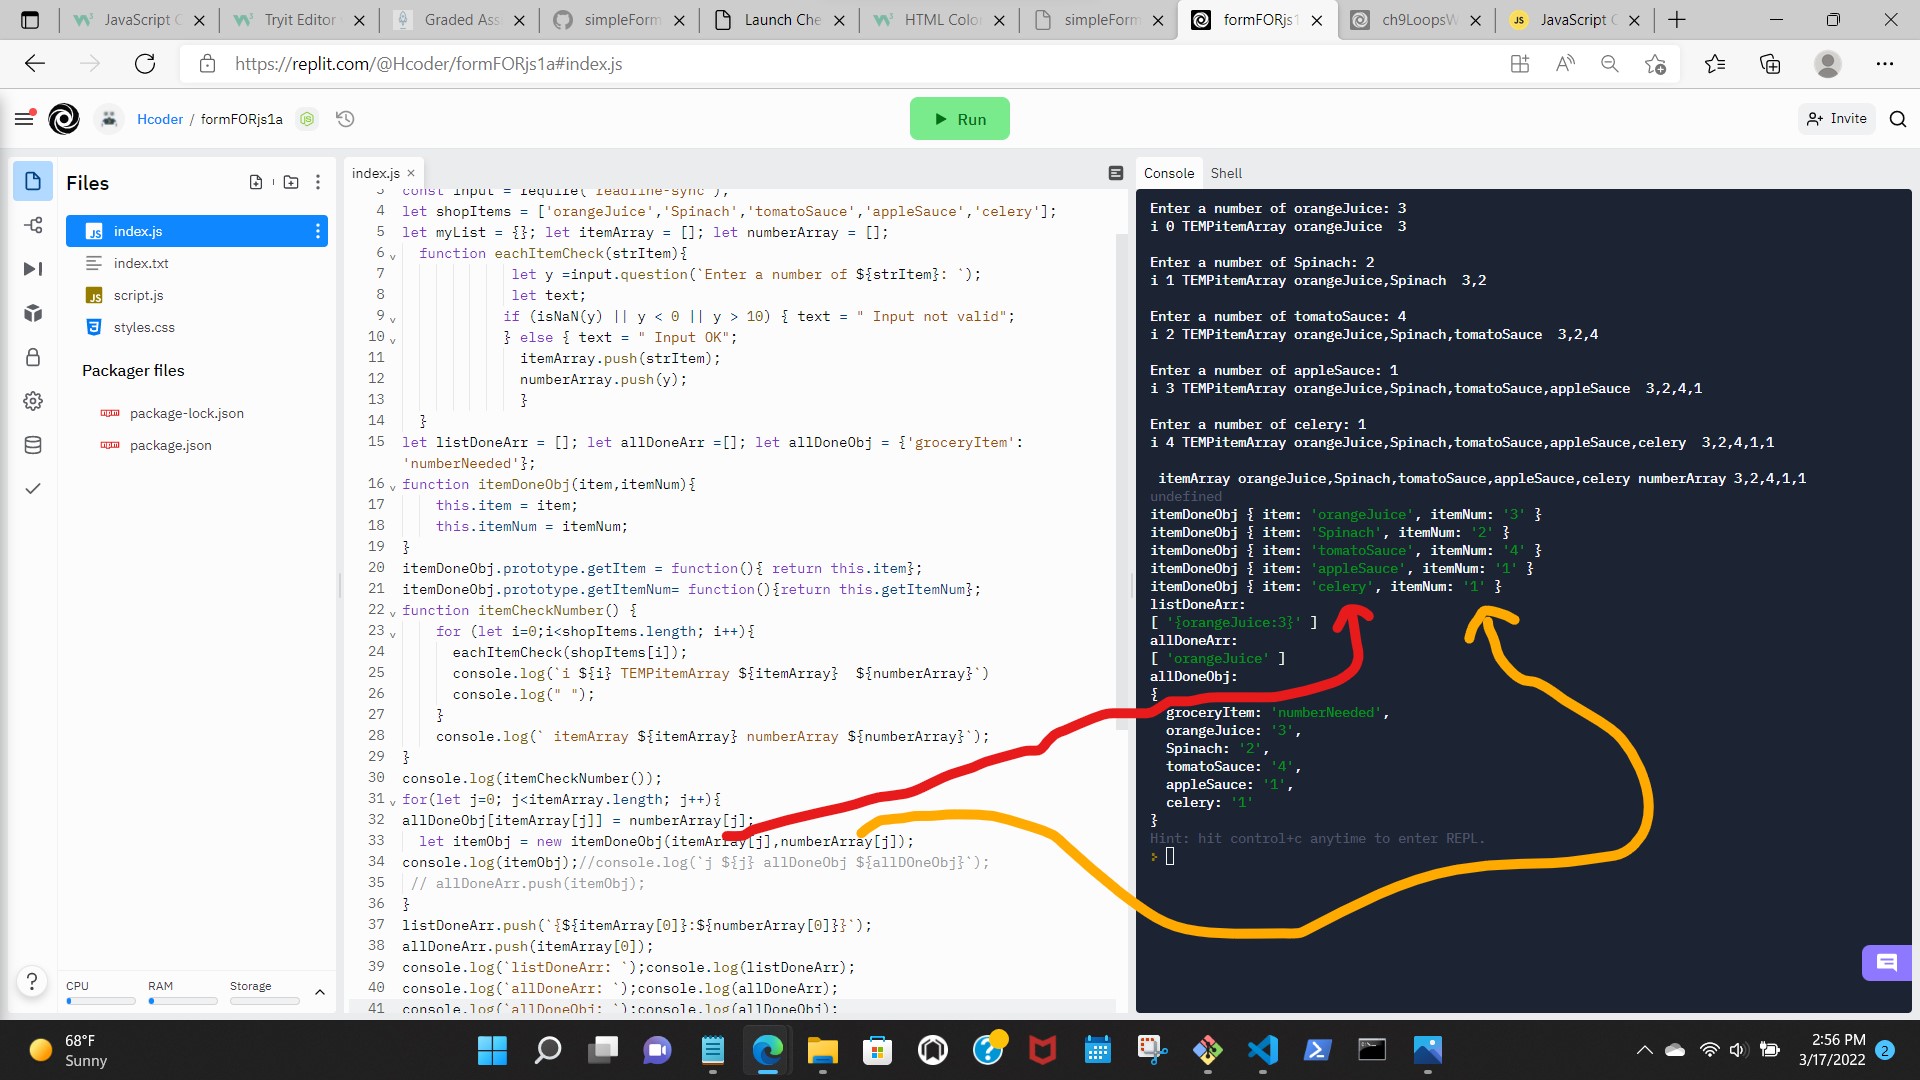 JavaScript C
Tryit Editor
Graded Ass
simpleForm
Launch Che
HTML Colo
simpleForm
formFORjs1
ch9LoopsW
JS JavaScript C
https://replit.com/@Hcoder/formFORjs1a#index.js
Hcoder / formFORjs1a
Run
Invite
Files
index.js
index.txt
script.js
styles.css
Packager files
package-lock.json
package.json
CPU RAM Storage
index.js
3 const input = require("readline-sync");
4 let shopItems = ['orangeJuice','Spinach','tomatoSauce','appleSauce','celery'];
5 let myList = {}; let itemArray = []; let numberArray = [];
6 function eachItemCheck(strItem){
7 let y =input.question(`Enter a number of ${strItem}: `);
8 let text;
9 if (isNaN(y) || y < 0 || y > 10) { text = " Input not valid";
10 } else { text = " Input OK";
11 itemArray.push(strItem);
12 numberArray.push(y);
13 }
14 }
15 let listDoneArr = []; let allDoneArr =[]; let allDoneObj = {'groceryItem':
'numberNeeded'};
16 function itemDoneObj(item,itemNum){
17 this.item = item;
18 this.itemNum = itemNum;
19 }
20 itemDoneObj.prototype.getItem = function(){ return this.item};
21 itemDoneObj.prototype.getItemNum= function(){return this.getItemNum};
22 function itemCheckNumber() {
23 for (let i=0;i<shopItems.length; i++){
24 eachItemCheck(shopItems[i]);
25 console.log(`i ${i} TEMPitemArray ${itemArray}  ${numberArray}`)
26 console.log(" ");
27 }
28 console.log(` itemArray ${itemArray} numberArray ${numberArray}`);
29 }
30 console.log(itemCheckNumber());
31 for(let j=0; j<itemArray.length; j++){
32 allDoneObj[itemArray[j]] = numberArray[j];
33 let itemObj = new itemDoneObj(itemArray[j],numberArray[j]);
34 console.log(itemObj);//console.log(`j ${j} allDoneObj ${allDOneObj}`);
35 // allDoneArr.push(itemObj);
36 }
37 listDoneArr.push(`{${itemArray[0]}:${numberArray[0]}}`);
38 allDoneArr.push(itemArray[0]);
39 console.log(`listDoneArr: `);console.log(listDoneArr);
40 console.log(`allDoneArr: `);console.log(allDoneArr);
41 console.log(`allDoneObj: `);console.log(allDoneObj);
Console Shell
Enter a number of orangeJuice: 3
i 0 TEMPitemArray orangeJuice  3
Enter a number of Spinach: 2
i 1 TEMPitemArray orangeJuice,Spinach  3,2
Enter a number of tomatoSauce: 4
i 2 TEMPitemArray orangeJuice,Spinach,tomatoSauce  3,2,4
Enter a number of appleSauce: 1
i 3 TEMPitemArray orangeJuice,Spinach,tomatoSauce,appleSauce  3,2,4,1
Enter a number of celery: 1
i 4 TEMPitemArray orangeJuice,Spinach,tomatoSauce,appleSauce,celery  3,2,4,1,1
itemArray orangeJuice,Spinach,tomatoSauce,appleSauce,celery numberArray 3,2,4,1,1
undefined
itemDoneObj { item: 'orangeJuice', itemNum: '3' }
itemDoneObj { item: 'Spinach', itemNum: '2' }
itemDoneObj { item: 'tomatoSauce', itemNum: '4' }
itemDoneObj { item: 'appleSauce', itemNum: '1' }
itemDoneObj { item: 'celery', itemNum: '1' }
listDoneArr:
[ '{orangeJuice:3}' ]
allDoneArr:
[ 'orangeJuice' ]
allDoneObj:
{
groceryItem: 'numberNeeded',
orangeJuice: '3',
Spinach: '2',
tomatoSauce: '4',
appleSauce: '1',
celery: '1'
}
Hint: hit control+c anytime to enter REPL.
68°F
Sunny
2:56 PM
3/17/2022
2